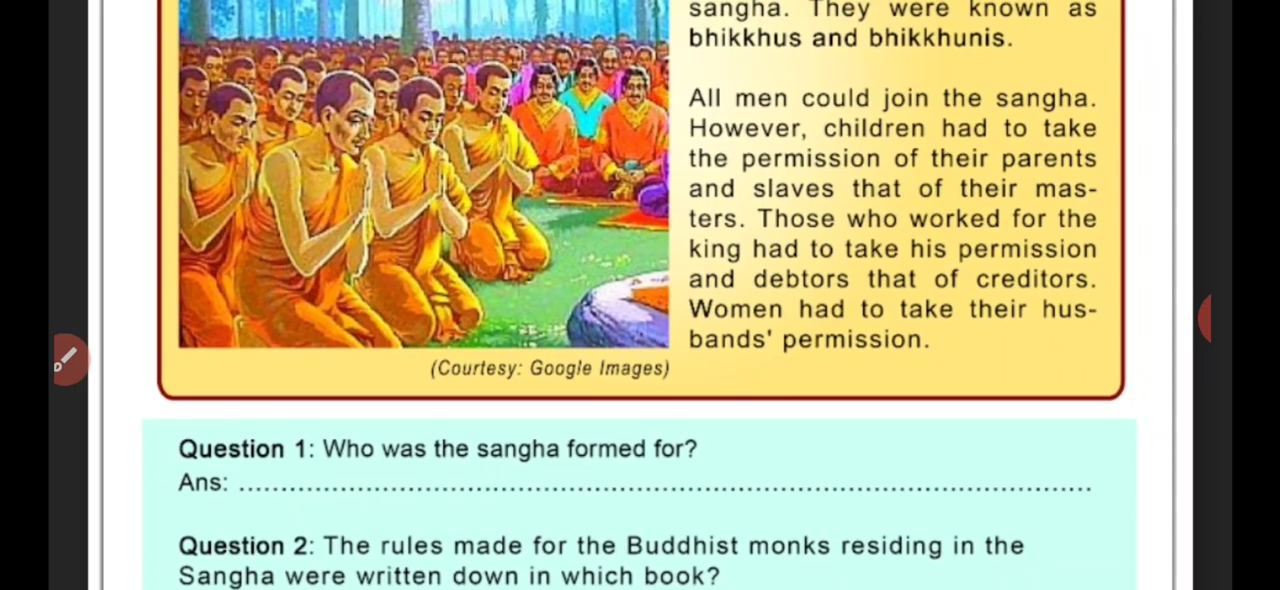 sangha. They were known as
bhikkhus and bhikkhunis.
All men could join the sangha.
However, children had to take
the permission of their parents
and slaves that of their mas-
ters. Those who worked for the
king had to take his permission
and debtors that of creditors.
Women had to take their hus-
bands' permission.
(Courtesy: Google Images)
Question 1: Who was the sangha formed for?
Ans: ........................................................................................................
Question 2: The rules made for the Buddhist monks residing in the
Sangha were written down in which book?